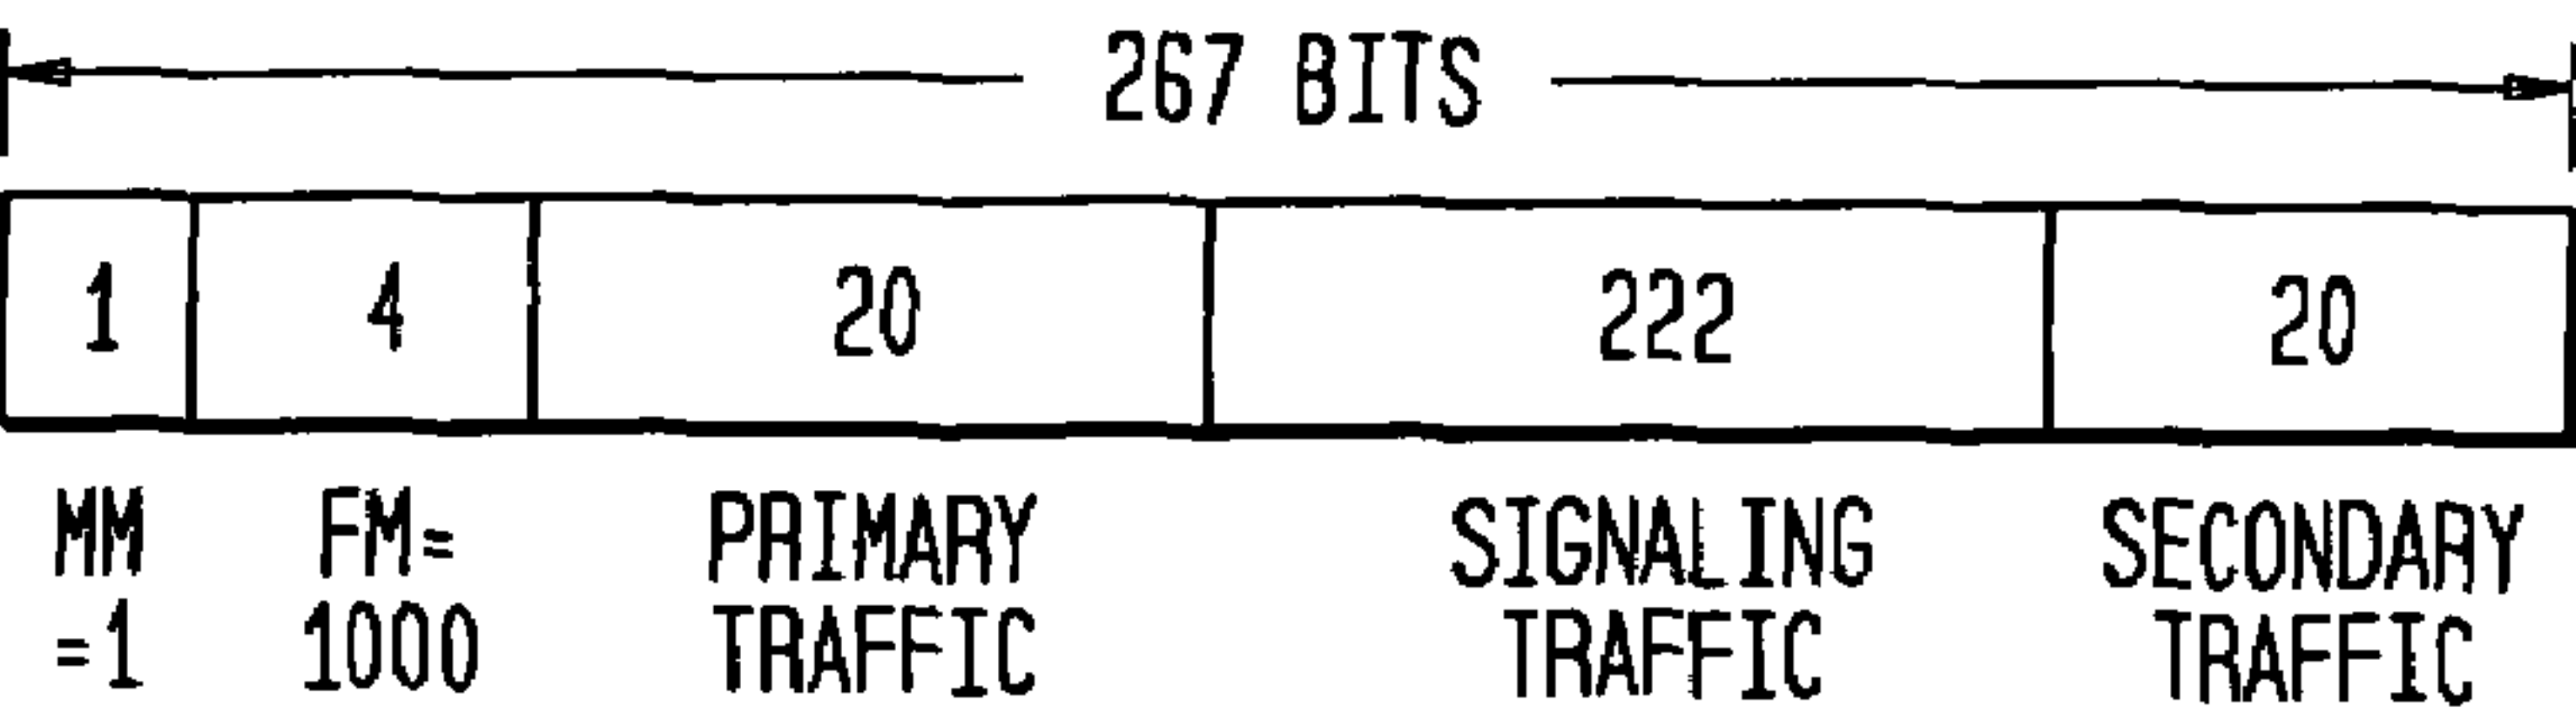 267 BITS
1 4 20 222 20
MM FM= PRIMARY SIGNALING SECONDARY
=1 1000 TRAFFIC TRAFFIC TRAFFIC